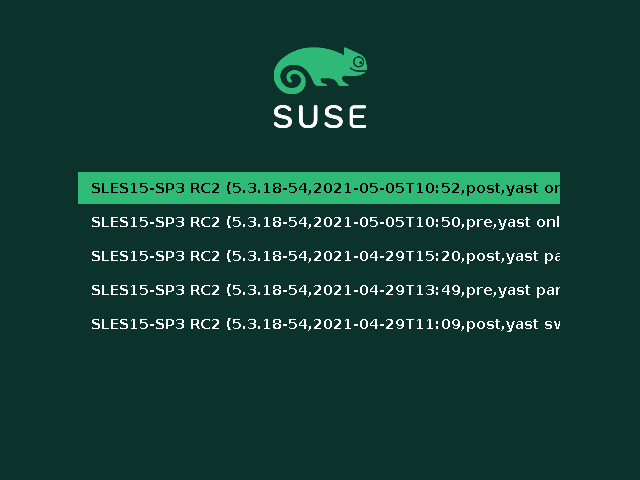 SUSE
SLES15-SP3 RC2 (5.3.18-54,2021-05-05T10:52,post,yast on
SLES15-SP3 RC2 (5.3.18-54,2021-05-05T10:50,pre,yast onl
SLES15-SP3 RC2 (5.3.18-54,2021-04-29T15:20,post,yast pa
SLES15-SP3 RC2 (5.3.18-54,2021-04-29T13:49,pre,yast par
SLES15-SP3 RC2 (5.3.18-54,2021-04-29T11:09,post,yast sv